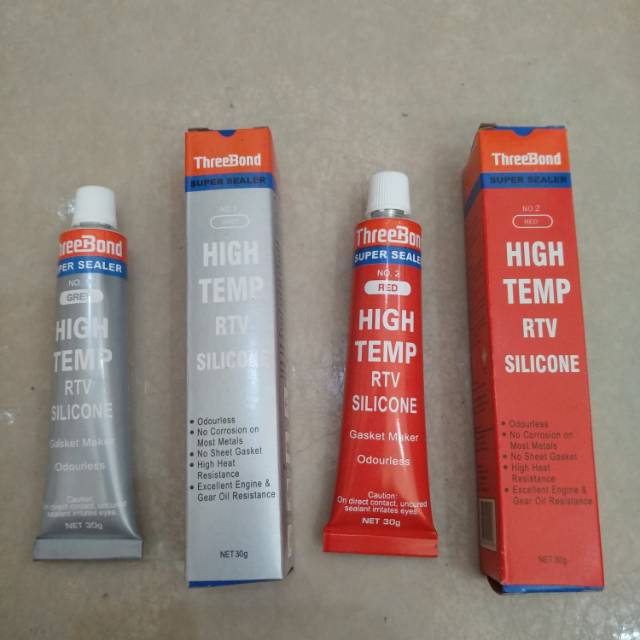 ThreeBond
SUPER SEALER
NO.
GREY
HIGH
TEMP
RTV
SILICONE
Gasket Maker
Odourless
Caution:
On direct contact, uncured
sealant irritates eyes.
NET 30g
ThreeBond
SUPER SEALER
HIGH
TEMP
RTV
SILICONE
• Odourless
• No Corrosion on
Most Metals
• No Sheet Gasket
• High Heat
Resistance
• Excellent Engine &
Gear Oil Resistance
NET 30g
ThreeBond
SUPER SEALER
NO. 2
RED
HIGH
TEMP
RTV
SILICONE
Gasket Maker
Odourless
Caution:
On direct contact, uncured
sealant irritates eyes.
NET 30g
ThreeBond
SUPER SEALER
NO.2
RED
HIGH
TEMP
RTV
SILICONE
• Odourless
• No Corrosion on
Most Metals
• No Sheet Gasket
• High Heat
Resistance
• Excellent Engine &
Gear Oil Resistance
NET 30g